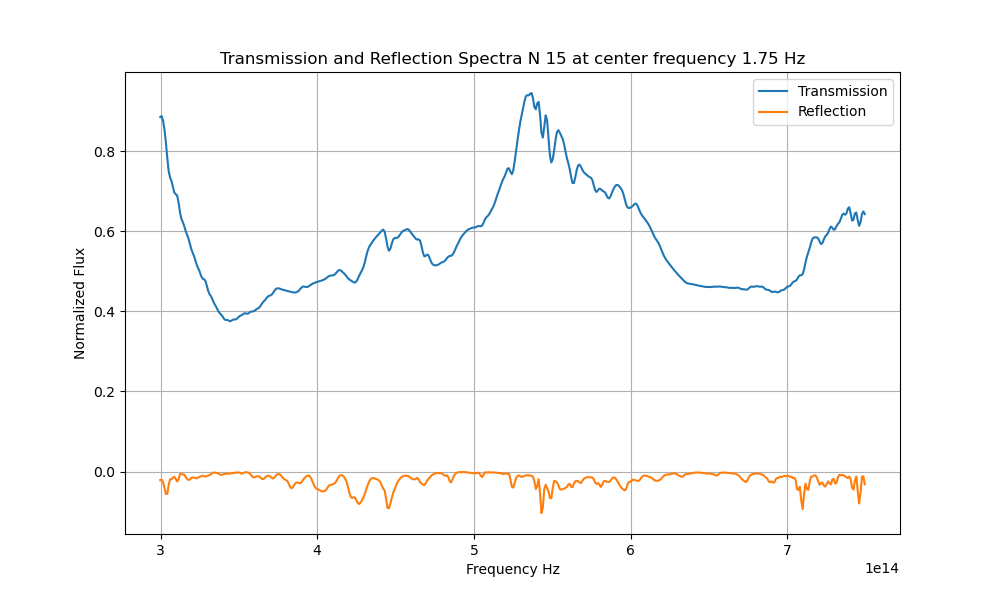 Transmission and Reflection Spectra N 15 at center frequency 1.75 Hz
Transmission
Reflection
Normalized Flux
0.8
0.6
0.4
0.2
0.0
3 4 5 6 7
Frequency Hz
1e14